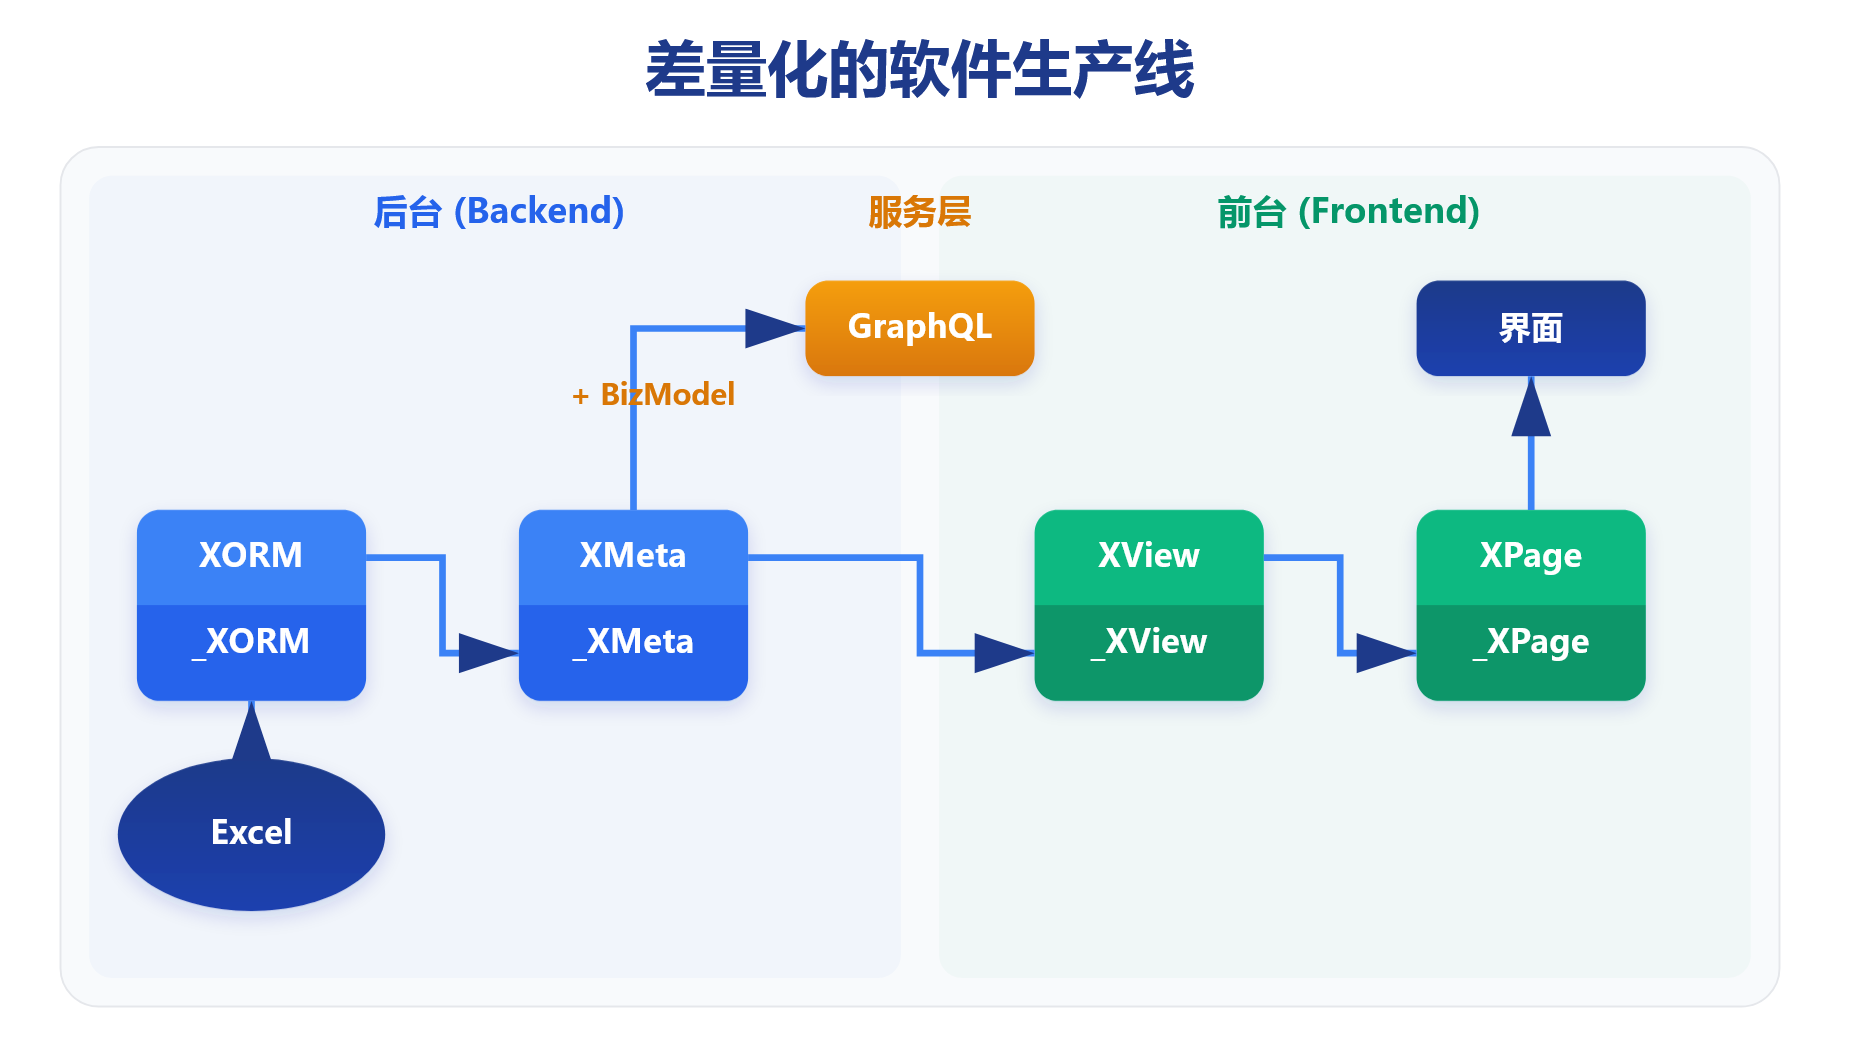 差量化的软件生产线
后台 (Backend)
服务层
前台 (Frontend)
GraphQL
界面
+ BizModel
XORM
_XORM
XMeta
_XMeta
XView
_XView
XPage
_XPage
Excel